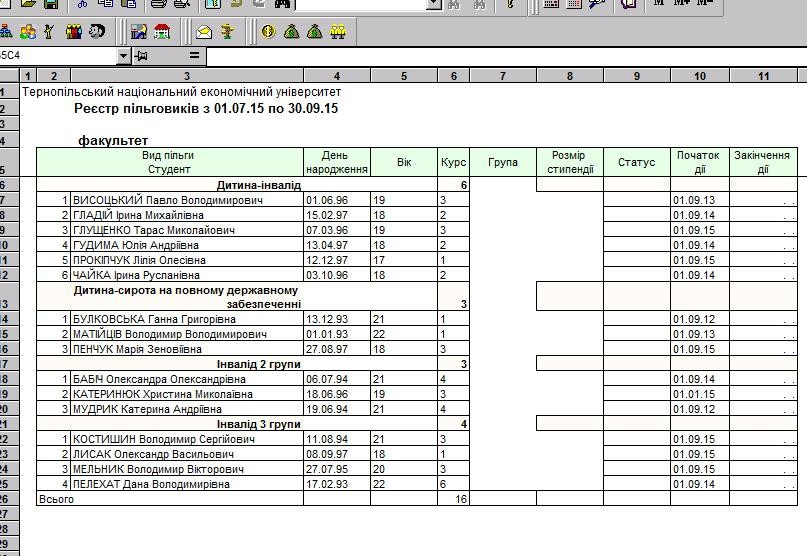 5C4 =
1 2 3 4 5 6 7 8 9 10 11
1 Тернопільський національний економічний університет
2 Реєстр пільговиків з 01.07.15 по 30.09.15
3
4 факультет
5 Вид пільги Студент День народження Вік Курс Група Розмір стипендії Статус Початок дії Закінчення дії
6 Дитина-інвалід 6
7 1 ВИСОЦЬКИЙ Павло Володимирович 01.06.96 19 3 01.09.13 . .
8 2 ГЛАДІЙ Ірина Михайлівна 15.02.97 18 2 01.09.14 . .
9 3 ГЛУЩЕНКО Тарас Миколайович 07.03.96 19 3 01.09.15 . .
10 4 ГУДИМА Юлія Андріївна 13.04.97 18 2 01.09.14 . .
11 5 ПРОКІПЧУК Лілія Олесівна 12.12.97 17 1 01.09.15 . .
12 6 ЧАЙКА Ірина Русланівна 03.10.96 18 2 01.09.14 . .
Дитина-сирота на повному державному
13 забезпеченні 3
14 1 БУЛКОВСЬКА Ганна Григорівна 13.12.93 21 1 01.09.12 . .
15 2 МАТІЙЦІВ Володимир Володимирович 01.01.93 22 1 01.09.13 . .
16 3 ПЕНЧУК Марія Зеновіївна 27.08.97 18 3 01.09.15 . .
17 Інвалід 2 групи 3
18 1 БАБІЧ Олександра Олександрівна 06.07.94 21 4 01.09.14 . .
19 2 КАТЕРИНЮК Христина Миколаївна 18.06.96 19 3 01.01.15 . .
20 3 МУДРИК Катерина Андріївна 19.06.94 21 4 01.09.12 . .
21 Інвалід 3 групи 4
22 1 КОСТИШИН Володимир Сергійович 11.08.94 21 3 01.09.15 . .
23 2 ЛИСАК Олександр Васильович 08.09.97 18 1 01.09.15 . .
24 3 МЕЛЬНИК Володимир Вікторович 27.07.95 20 3 01.09.15 . .
25 4 ПЕЛЕХАТ Дана Володимирівна 17.02.93 22 6 01.09.14 . .
26 Всього 16
27
28
29